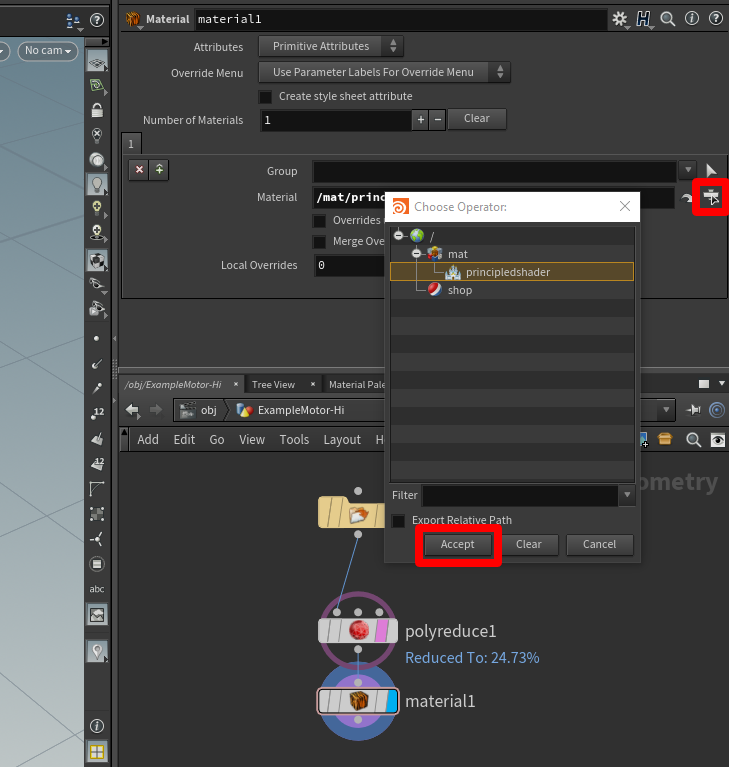 Material material1
No cam
Attributes Primitive Attributes
Override Menu Use Parameter Labels For Override Menu
Create style sheet attribute
Number of Materials 1 + − Clear
1
Group
Material /mat/princ
Choose Operator:
Overrides
/
Merge Ove
mat
Local Overrides 0
principledshader
shop
/obj/ExampleMotor-Hi × Tree View × Material Pale
obj ExampleMotor-Hi
12
Add Edit Go View Tools Layout H
12
ometry
Filter
Export Relative Path
Accept Clear Cancel
abc
polyreduce1
Reduced To: 24.73%
material1